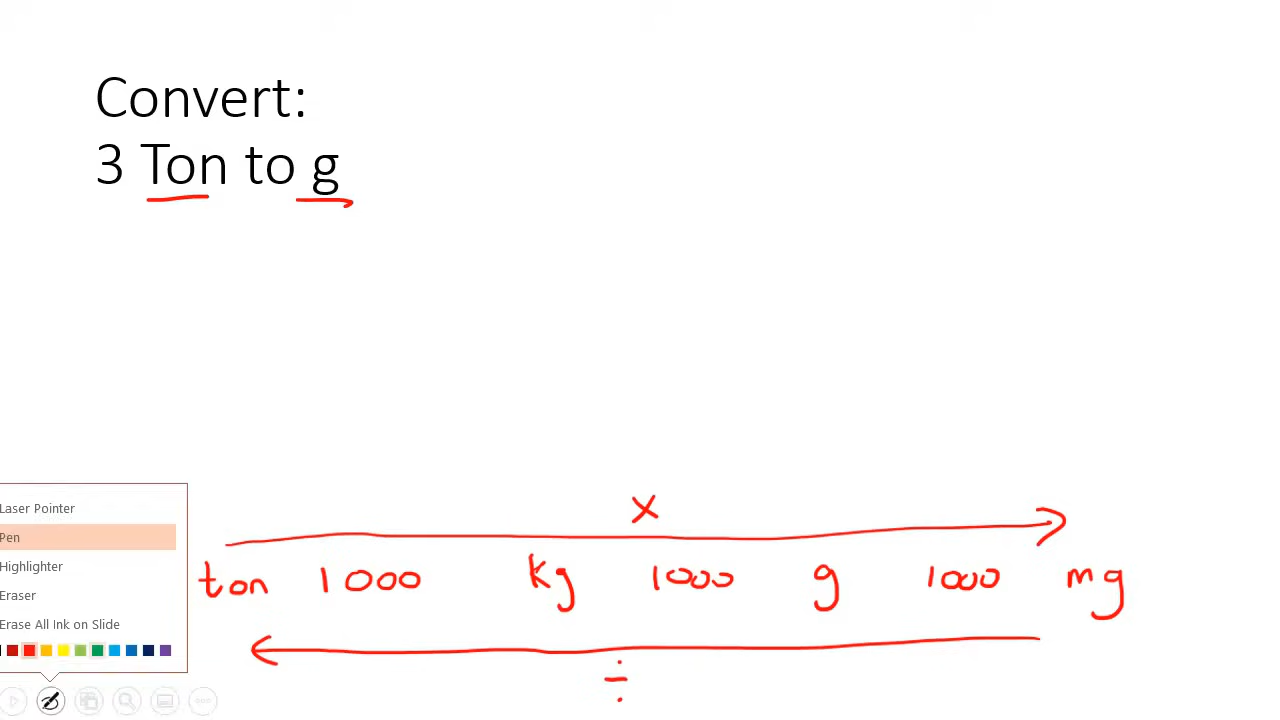 Convert:
3 Ton to g
Laser Pointer
Pen
Highlighter
Eraser
Erase All Ink on Slide
×
ton 1000 kg 1000 g 1000 mg
÷